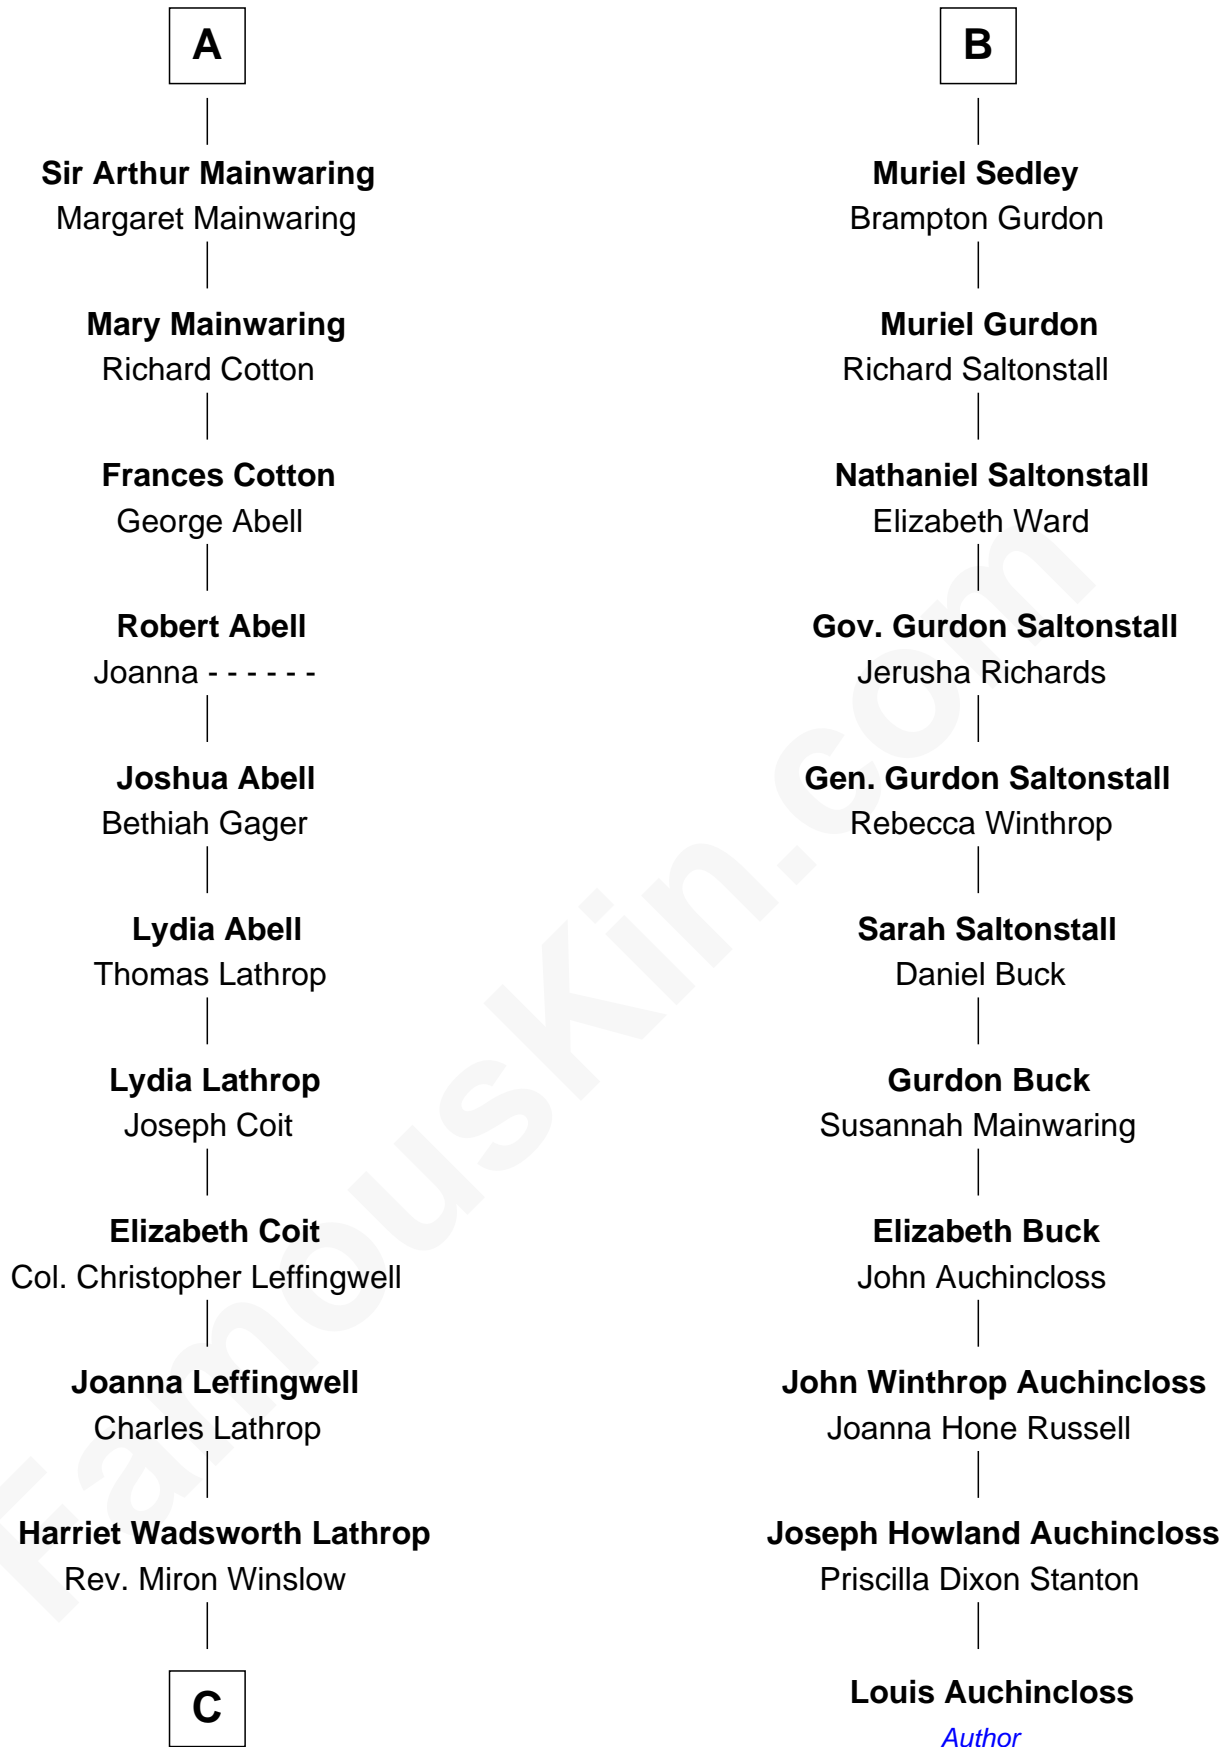 A
Sir Arthur Mainwaring
Margaret Mainwaring
Mary Mainwaring
Richard Cotton
Frances Cotton
George Abell
Robert Abell
Joanna - - - - - -
Joshua Abell
Bethiah Gager
Lydia Abell
Thomas Lathrop
Lydia Lathrop
Joseph Coit
Elizabeth Coit
Col. Christopher Leffingwell
Joanna Leffingwell
Charles Lathrop
Harriet Wadsworth Lathrop
Rev. Miron Winslow
C
B
Muriel Sedley
Brampton Gurdon
Muriel Gurdon
Richard Saltonstall
Nathaniel Saltonstall
Elizabeth Ward
Gov. Gurdon Saltonstall
Jerusha Richards
Gen. Gurdon Saltonstall
Rebecca Winthrop
Sarah Saltonstall
Daniel Buck
Gurdon Buck
Susannah Mainwaring
Elizabeth Buck
John Auchincloss
John Winthrop Auchincloss
Joanna Hone Russell
Joseph Howland Auchincloss
Priscilla Dixon Stanton
Louis Auchincloss
Author
FamousKin.com